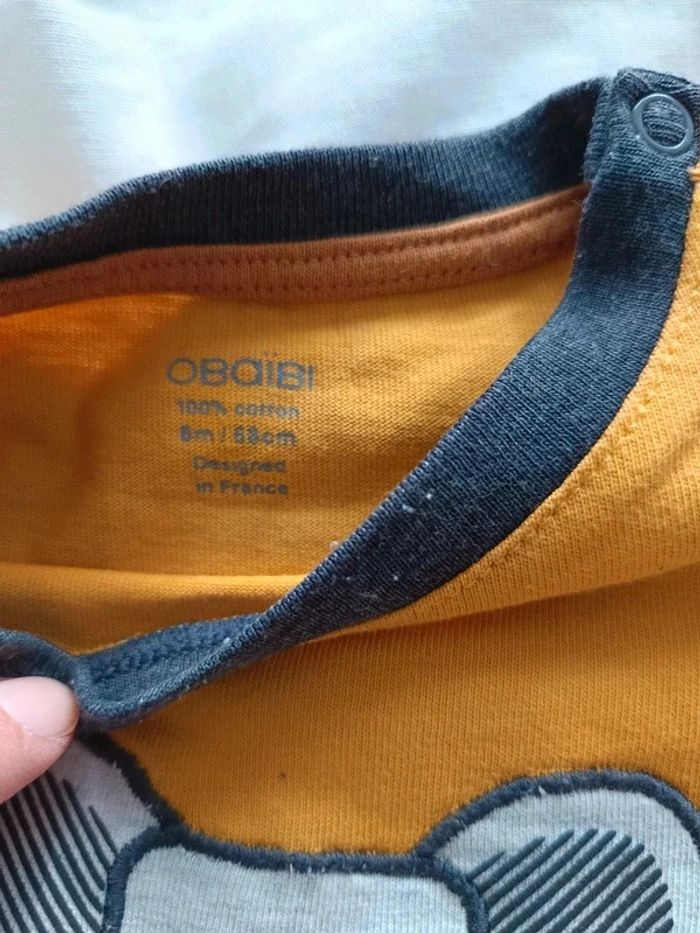 OBaïBi
100% cotton
6m / 68cm
Designed
in France